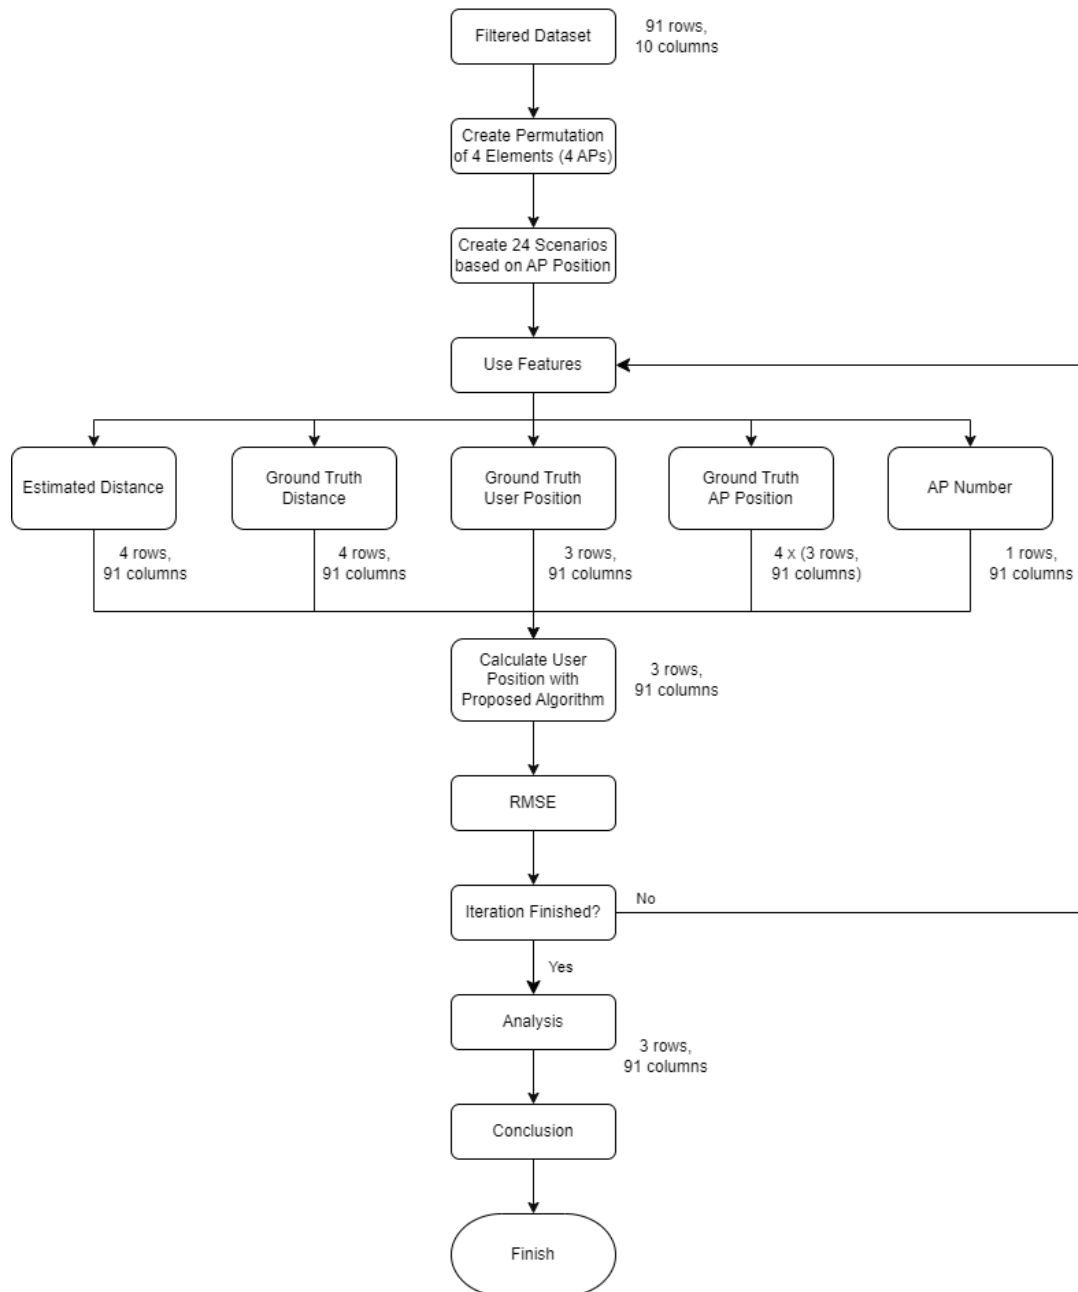 Filtered Dataset
91 rows,
10 columns
Create Permutation
of 4 Elements (4 APs)
Create 24 Scenarios
based on AP Position
Use Features
Estimated Distance
Ground Truth
Distance
Ground Truth
User Position
Ground Truth
AP Position
AP Number
4 rows,
91 columns
4 rows,
91 columns
3 rows,
91 columns
4 x (3 rows,
91 columns)
1 rows,
91 columns
Calculate User
Position with
Proposed Algorithm
3 rows,
91 columns
RMSE
Iteration Finished?
No
Yes
Analysis
3 rows,
91 columns
Conclusion
Finish